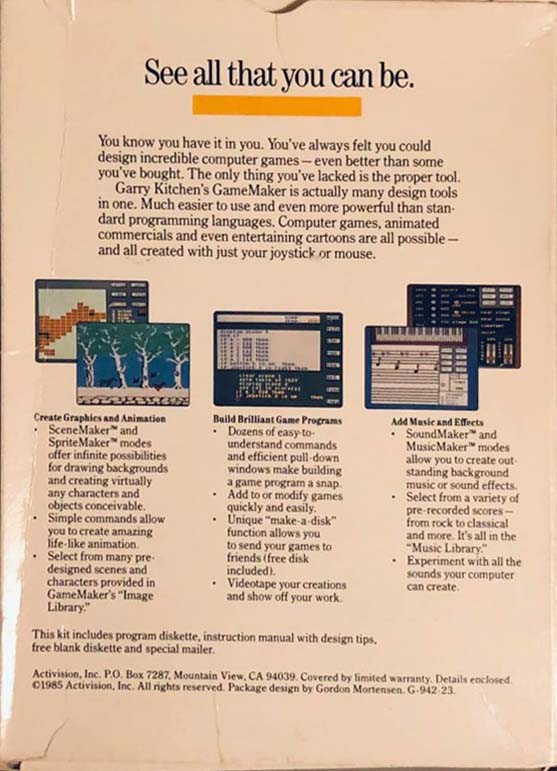 See all that you can be.
You know you have it in you. You've always felt you could
design incredible computer games — even better than some
you've bought. The only thing you've lacked is the proper tool.
Garry Kitchen's GameMaker is actually many design tools
in one. Much easier to use and even more powerful than stan-
dard programming languages. Computer games, animated
commercials and even entertaining cartoons are all possible —
and all created with just your joystick or mouse.
Create Graphics and Animation
• SceneMaker™ and
SpriteMaker™ modes
offer infinite possibilities
for drawing backgrounds
and creating virtually
any characters and
objects conceivable.
• Simple commands allow
you to create amazing
life-like animation.
• Select from many pre-
designed scenes and
characters provided in
GameMaker's "Image
Library."
Build Brilliant Game Programs
• Dozens of easy-to-
understand commands
and efficient pull-down
windows make building
a game program a snap.
• Add to or modify games
quickly and easily.
• Unique "make-a-disk"
function allows you
to send your games to
friends (free disk
included).
• Videotape your creations
and show off your work.
Add Music and Effects
• SoundMaker™ and
MusicMaker™ modes
allow you to create out-
standing background
music or sound effects.
• Select from a variety of
pre-recorded scores —
from rock to classical
and more. It's all in the
"Music Library."
• Experiment with all the
sounds your computer
can create.
This kit includes program diskette, instruction manual with design tips,
free blank diskette and special mailer.
Activision, Inc. P.O. Box 7287, Mountain View, CA 94039. Covered by limited warranty. Details enclosed.
©1985 Activision, Inc. All rights reserved. Package design by Gordon Mortensen. G-942-23.